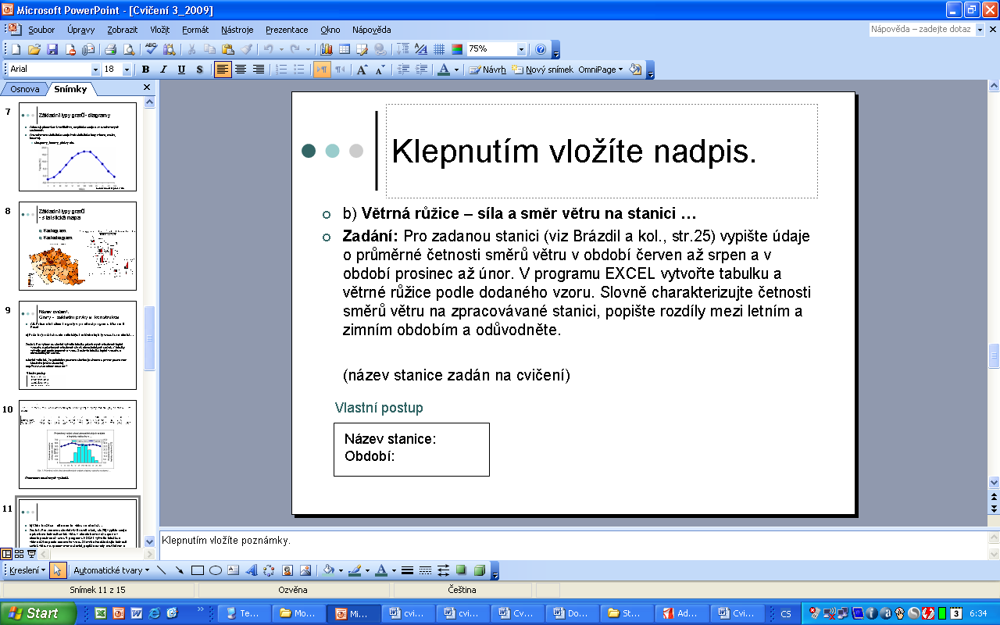 Microsoft PowerPoint - [Cvičení 3_2009]
Soubor Úpravy Zobrazit Vložit Formát Nástroje Prezentace Okno Nápověda
Nápověda – zadejte dotaz
75%
Arial 18 B I U S Návrh Nový snímek OmniPage
Osnova Snímky
7
Základní typy grafů - diagramy
8
Základní typy grafů
- statistická mapa
Kartogram
Kartodiagram
9
10
11
Klepnutím vložíte nadpis.
b) Větrná růžice – síla a směr větru na stanici …
Zadání: Pro zadanou stanici (viz Brázdil a kol., str.25) vypište údaje
o průměrné četnosti směrů větru v období červen až srpen a v
období prosinec až únor. V programu EXCEL vytvořte tabulku a
větrné růžice podle dodaného vzoru. Slovně charakterizujte četnosti
směrů větru na zpracovávané stanici, popište rozdíly mezi letním a
zimním obdobím a odůvodněte.
(název stanice zadán na cvičení)
Vlastní postup
Název stanice:
Období:
Klepnutím vložíte poznámky.
Kreslení Automatické tvary
Snímek 11 z 15 Ozvěna Čeština
Start Te... Mo... Mi... cvi... cvi... Cv... Do... St... Ad... Cvi... CS 3 6:34